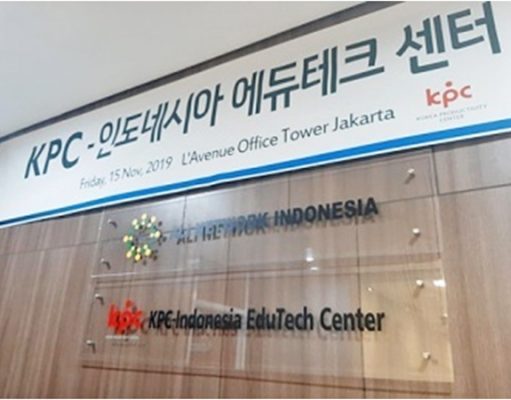 KPC - 인도네시아 에듀테크 센터
Friday, 15 Nov, 2019 L'Avenue Office Tower Jakarta
kpc
KOREA PRODUCTIVITY
CENTER
NETWORK INDONESIA
kpc KPC-Indonesia EduTech Center